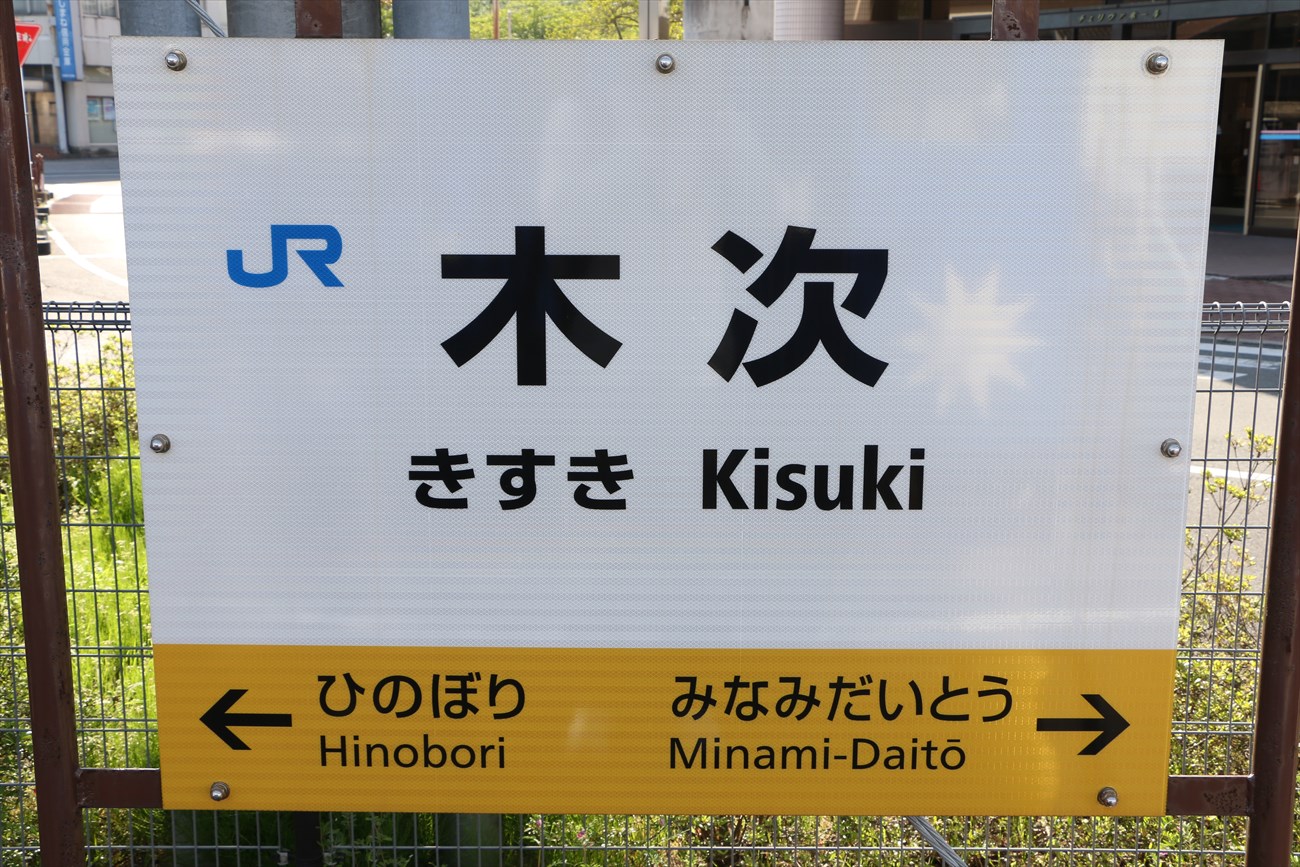 JR
木次
きすき Kisuki
← ひのぼり みなみだいとう →
Hinobori Minami-Daitō